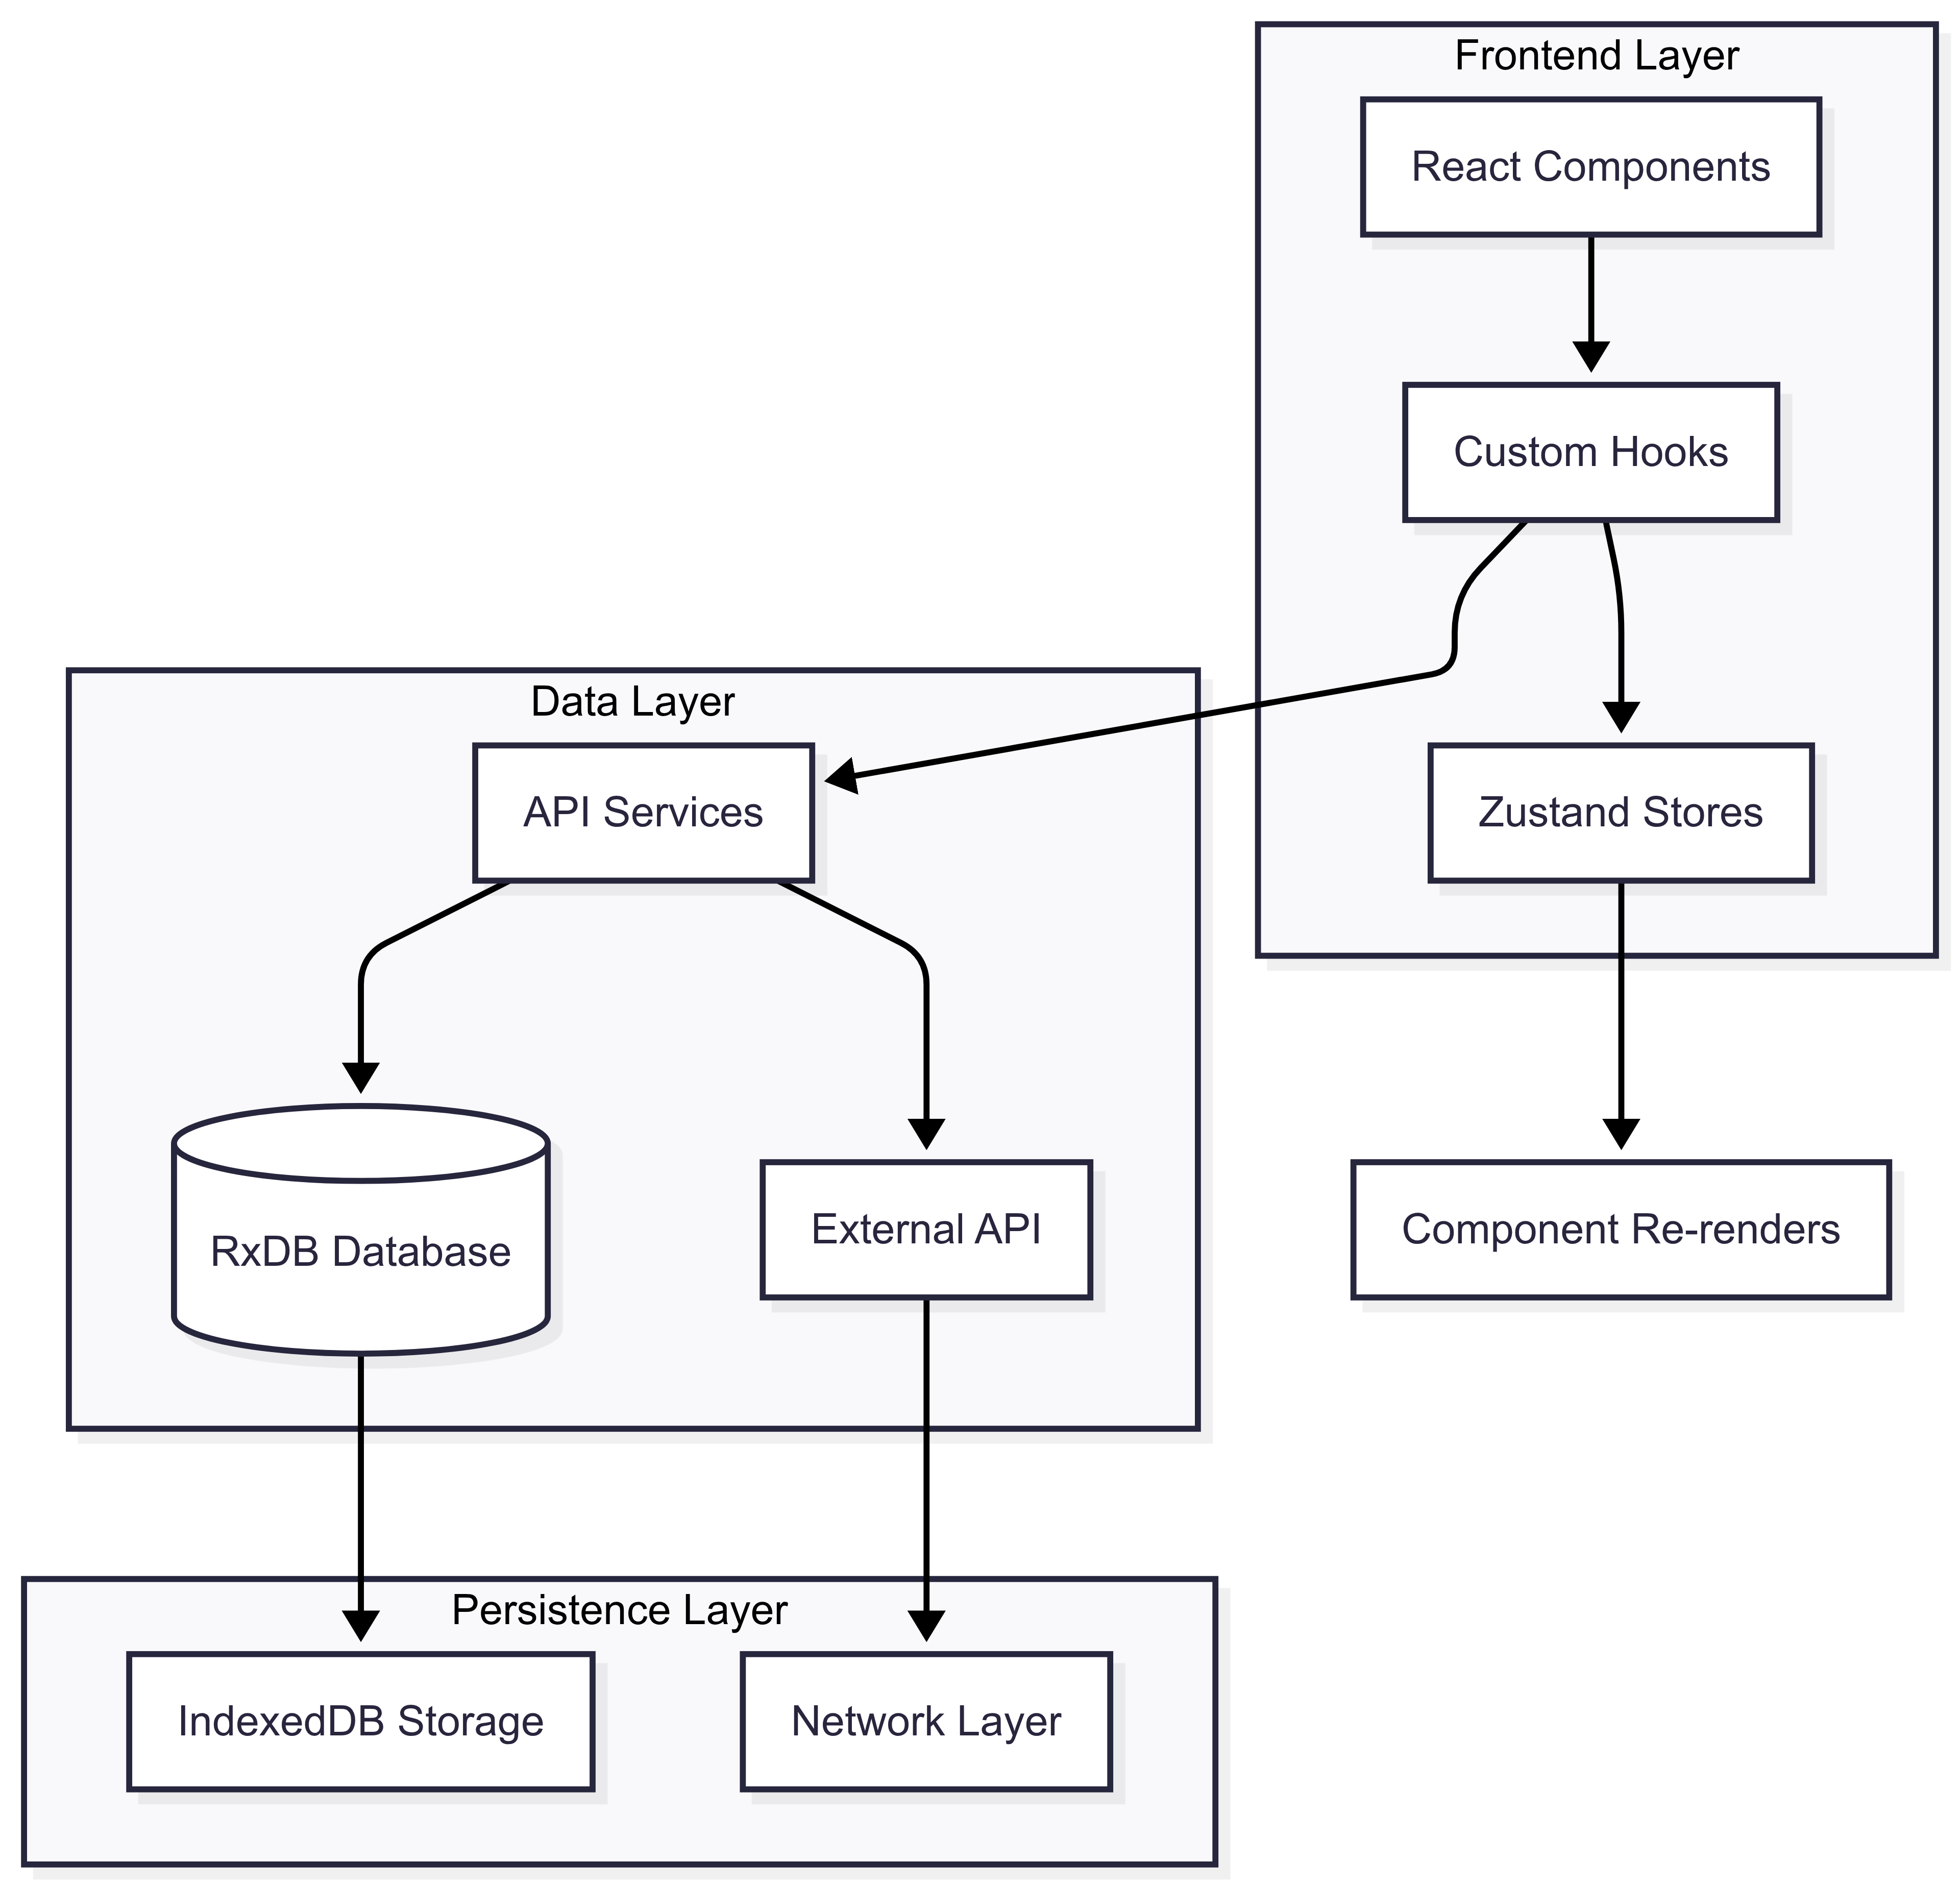 Frontend Layer
React Components
Custom Hooks
Data Layer
API Services
Zustand Stores
RxDB Database
External API
Component Re-renders
Persistence Layer
IndexedDB Storage
Network Layer